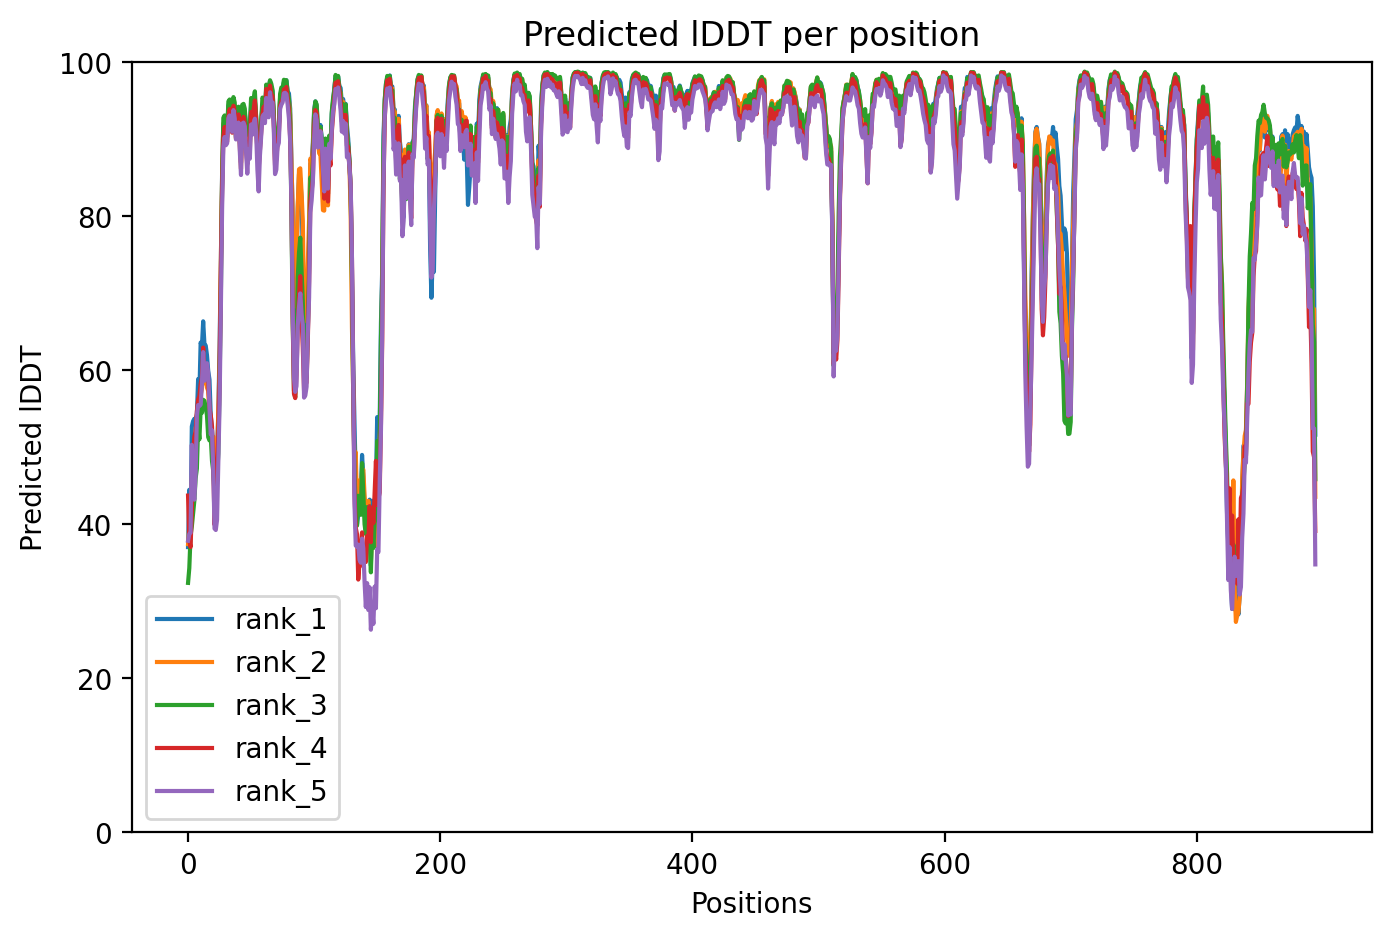 Predicted lDDT per position
100
80
60
40
20
0
Predicted lDDT
rank_1
rank_2
rank_3
rank_4
rank_5
0 200 400 600 800
Positions